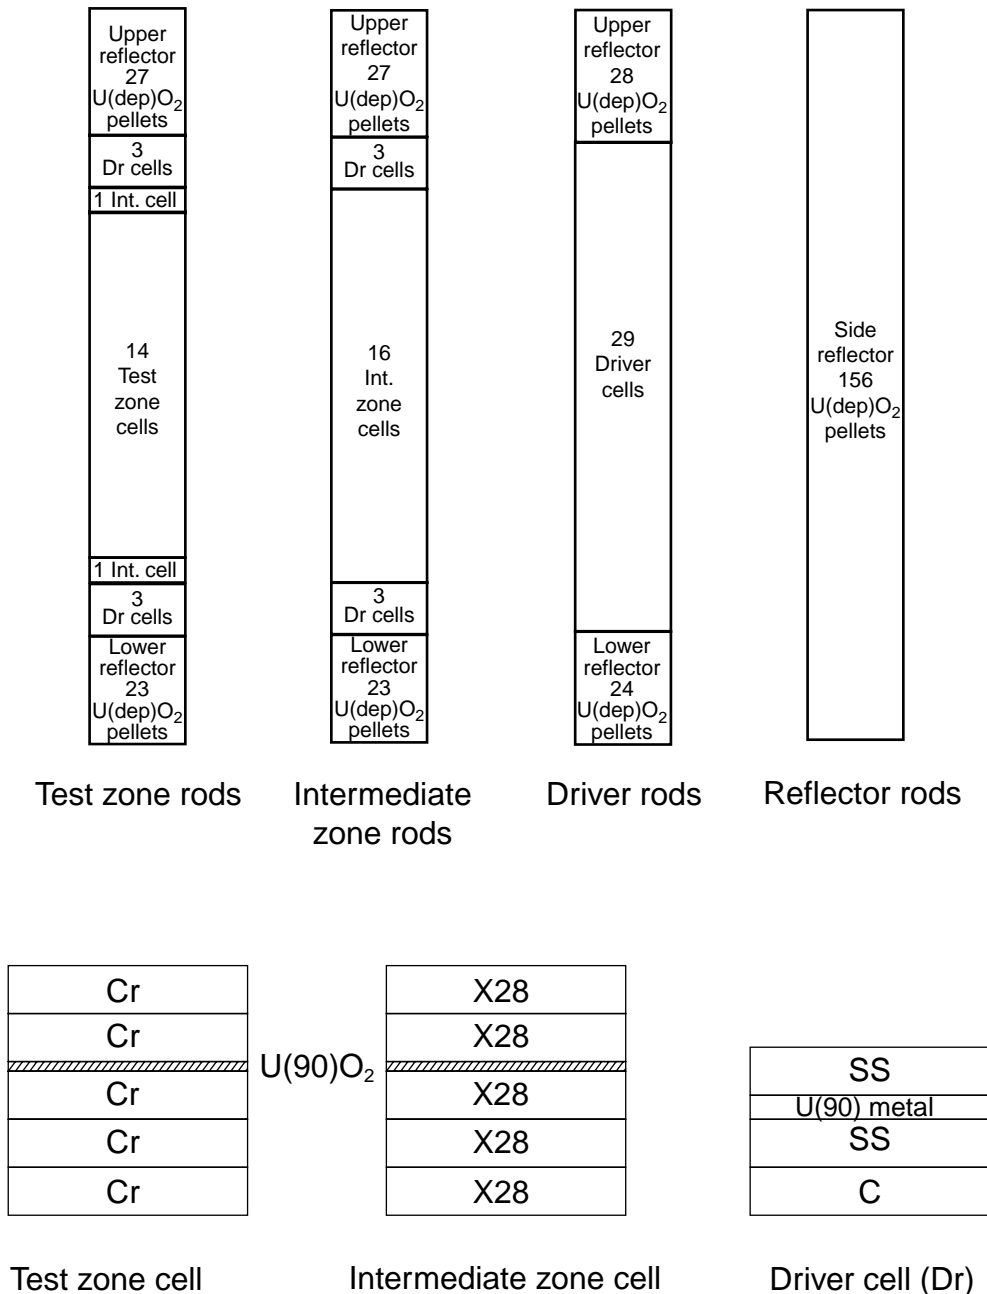 Upper
reflector
27
U(dep)O₂
pellets
3
Dr cells
1 Int. cell
14
Test
zone
cells
1 Int. cell
3
Dr cells
Lower
reflector
23
U(dep)O₂
pellets
Test zone rods
Upper
reflector
27
U(dep)O₂
pellets
3
Dr cells
16
Int.
zone
cells
3
Dr cells
Lower
reflector
23
U(dep)O₂
pellets
Intermediate
zone rods
Upper
reflector
28
U(dep)O₂
pellets
29
Driver
cells
Lower
reflector
24
U(dep)O₂
pellets
Driver rods
Side
reflector
156
U(dep)O₂
pellets
Reflector rods
Cr
Cr
U(90)O₂
Cr
Cr
Cr
Test zone cell
X28
X28
X28
X28
X28
Intermediate zone cell
SS
U(90) metal
SS
C
Driver cell (Dr)